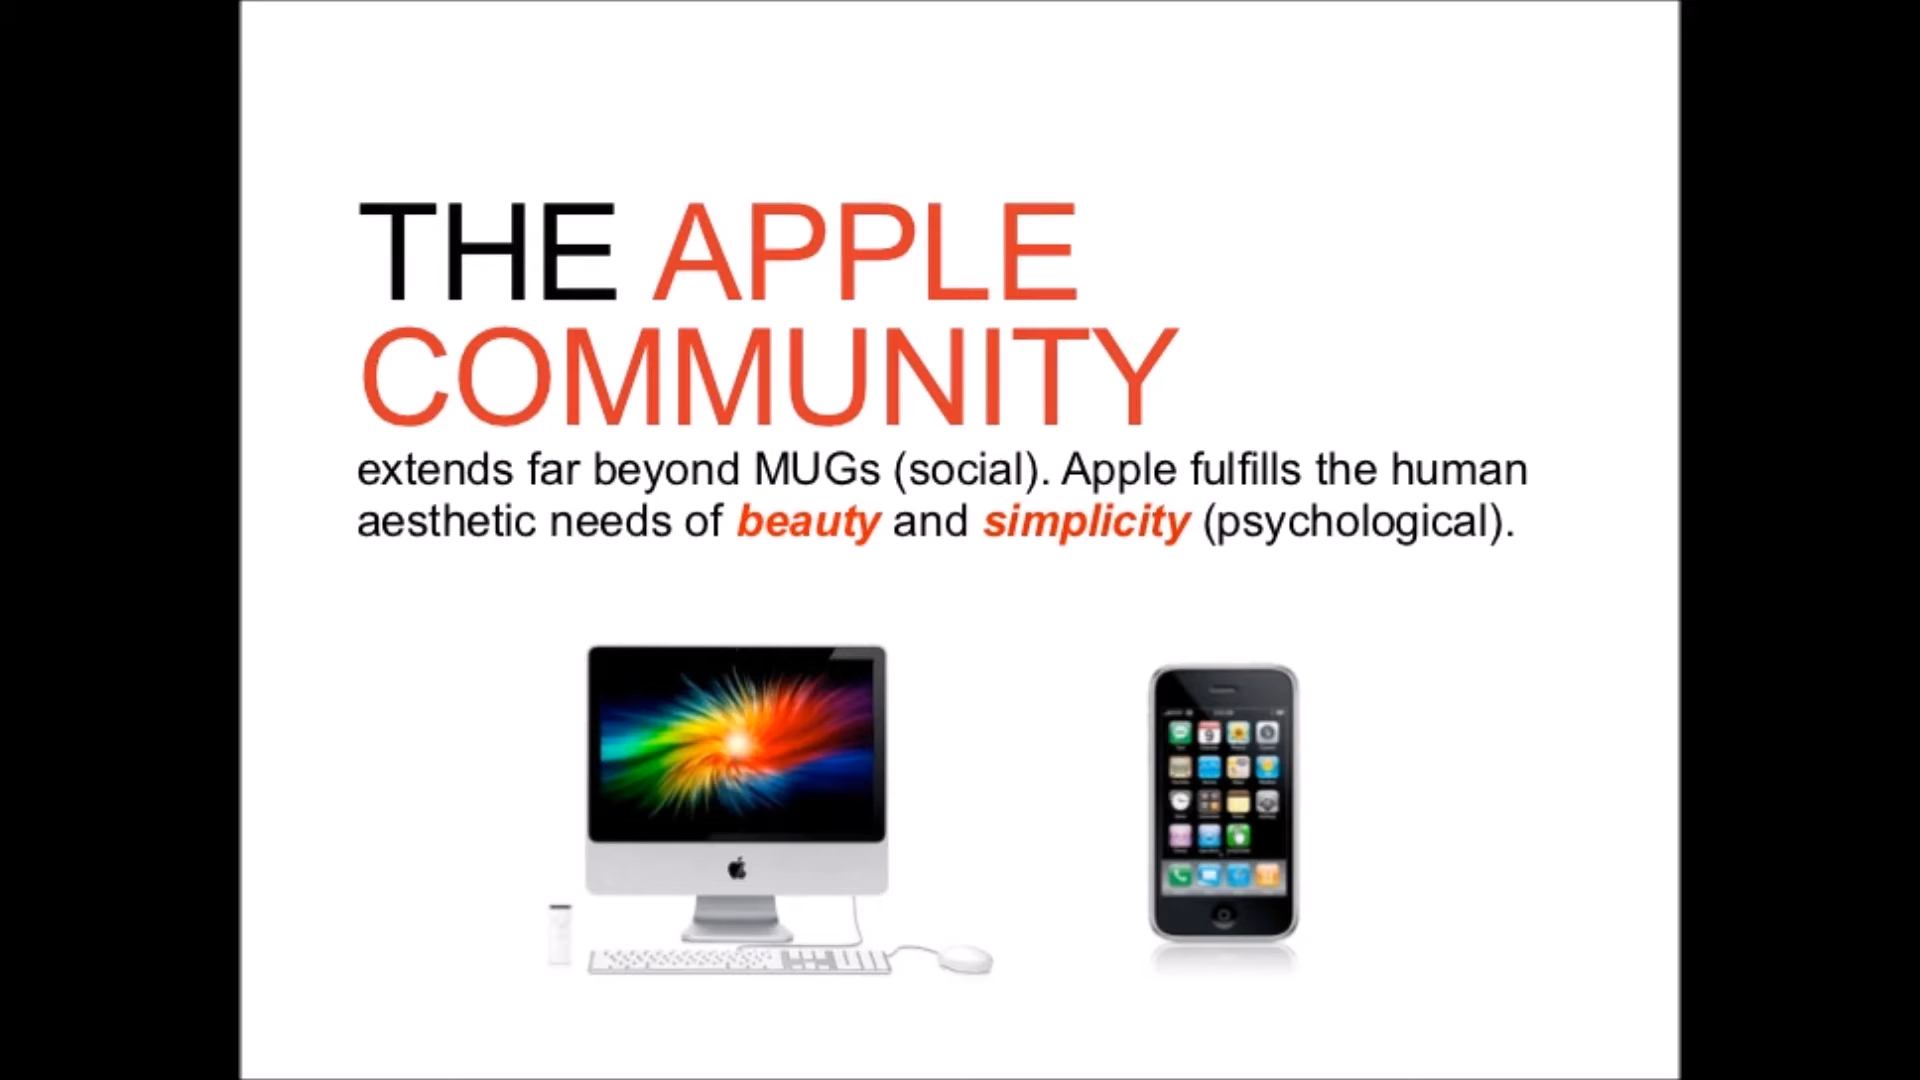 THE APPLE
COMMUNITY
extends far beyond MUGs (social). Apple fulfills the human
aesthetic needs of beauty and simplicity (psychological).
9